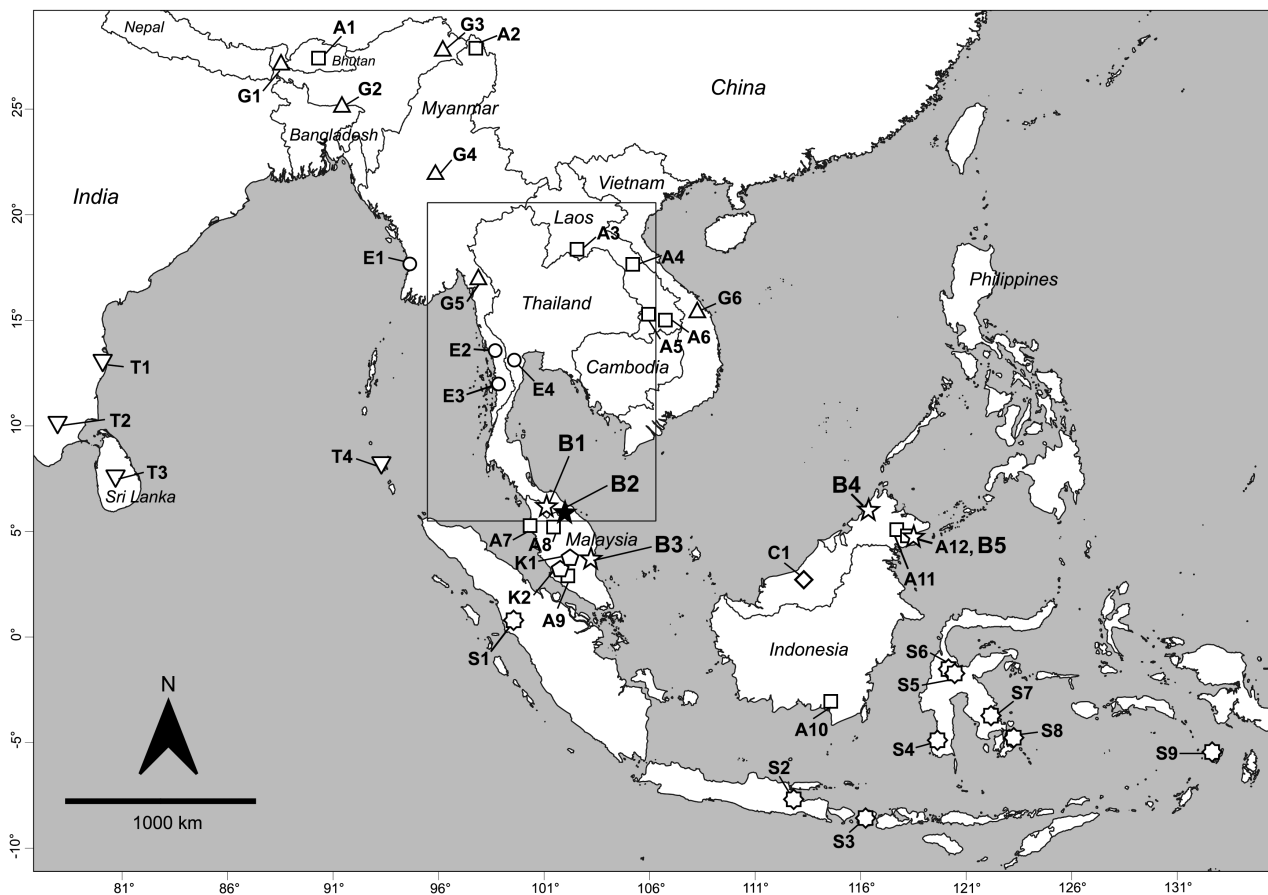 Nepal
A1
G3
A2
Bhutan
G1
G2
China
Myanmar
25°
Bangladesh
G4
Vietnam
India
20°
Laos
A3
E1
A4
G5
Thailand
G6
Philippines
15°
A5
A6
E2
E4
Cambodia
T1
E3
10°
T2
T4
B1
T3
B2
B4
Sri Lanka
5°
A7
A8
Malaysia
B3
A12, B5
K1
C1
A11
K2
A9
0°
S1
Indonesia
S6
S5
N
S7
A10
S8
-5°
S4
S9
S2
1000 km
S3
-10°
81°
86°
91°
96°
101°
106°
111°
116°
121°
126°
131°